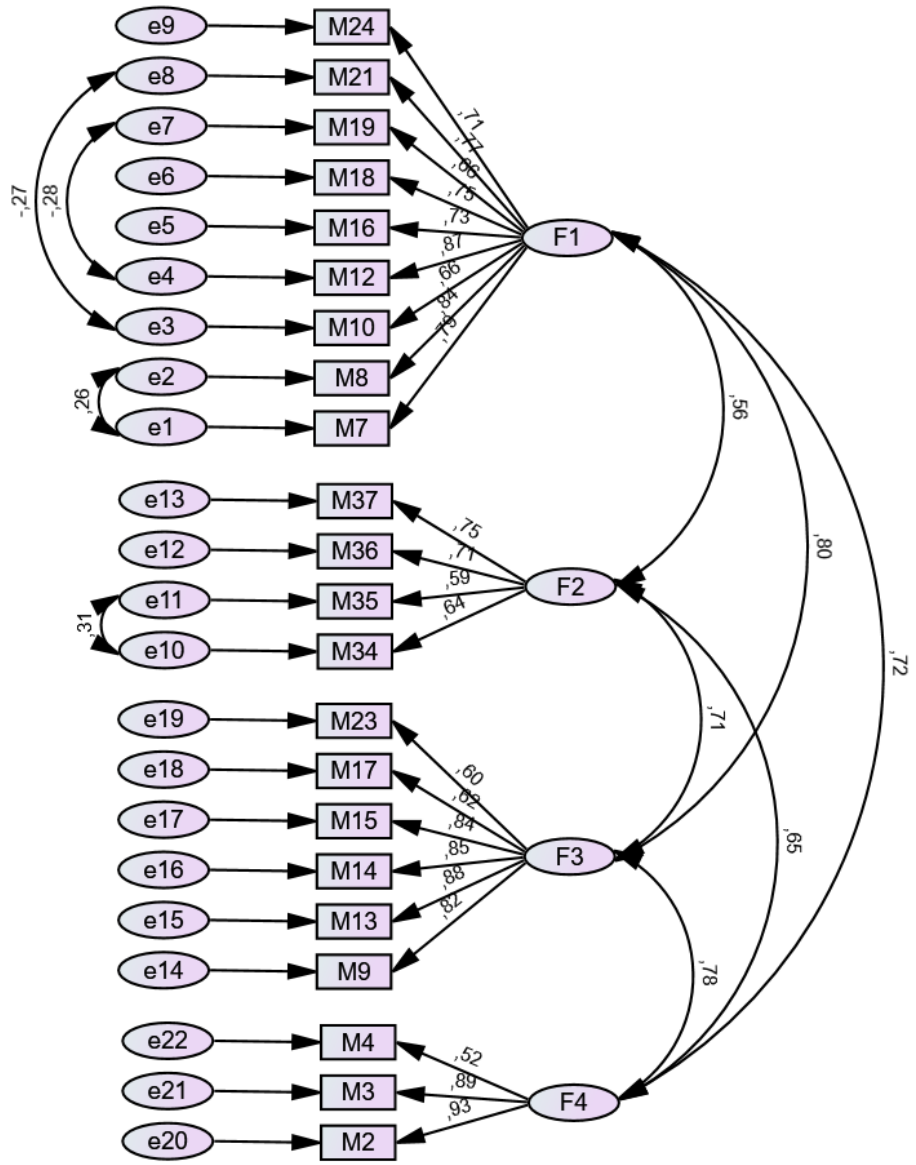 e9 M24
e8 M21
e7 M19
e6 M18
e5 M16
e4 M12
e3 M10
e2 M8
e1 M7
-,27
-,28
,26
,71
,77
,66
,75
,73
,87
,66
,84
,79
F1
,56
,80
,72
e13 M37
e12 M36
e11 M35
e10 M34
,31
,75
,71
,59
,64
F2
,71
,65
e19 M23
e18 M17
e17 M15
e16 M14
e15 M13
e14 M9
,60
,62
,84
,85
,88
,82
F3
,78
e22 M4
e21 M3
e20 M2
,52
,89
,93
F4